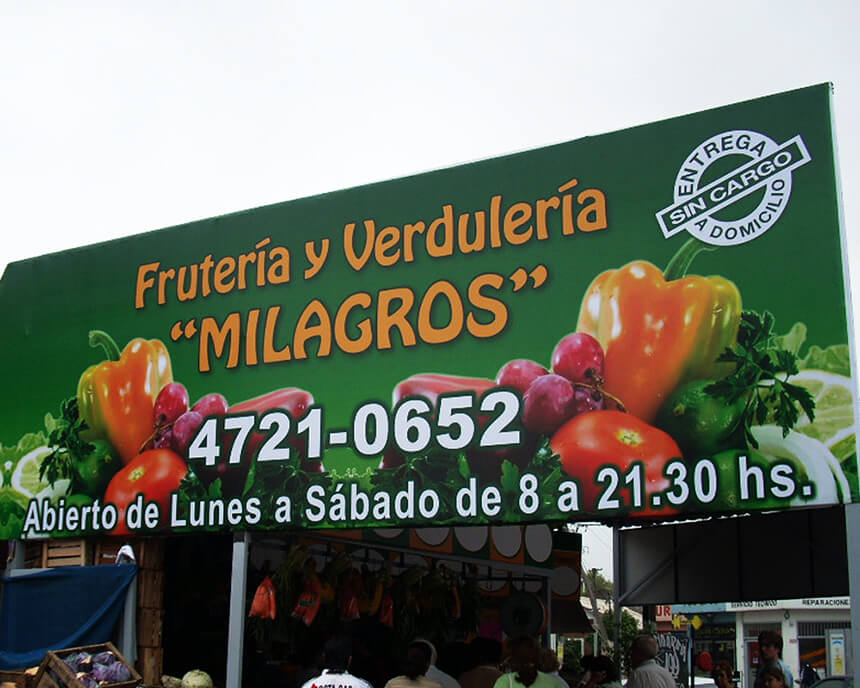 ENTREGA
SIN CARGO
A DOMICILIO
Frutería y Verdulería
“MILAGROS”
4721-0652
Abierto de Lunes a Sábado de 8 a 21.30 hs.
SERVICIO TECNICO
REPARACIONE